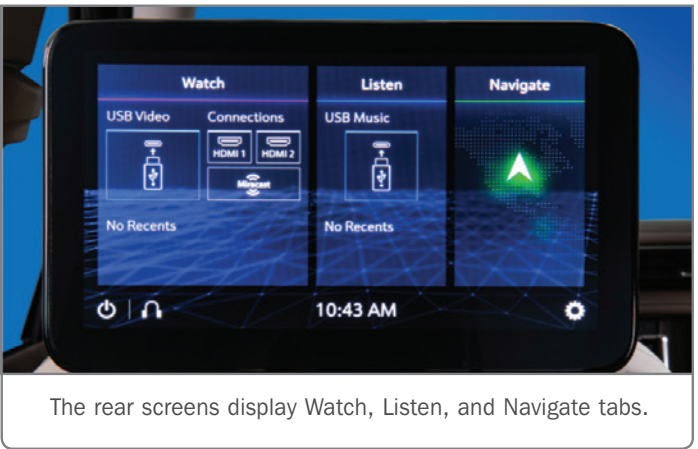 Watch
USB Video
Connections
HDMI 1
HDMI 2
Miracast
No Recents
Listen
USB Music
No Recents
Navigate
10:43 AM
The rear screens display Watch, Listen, and Navigate tabs.